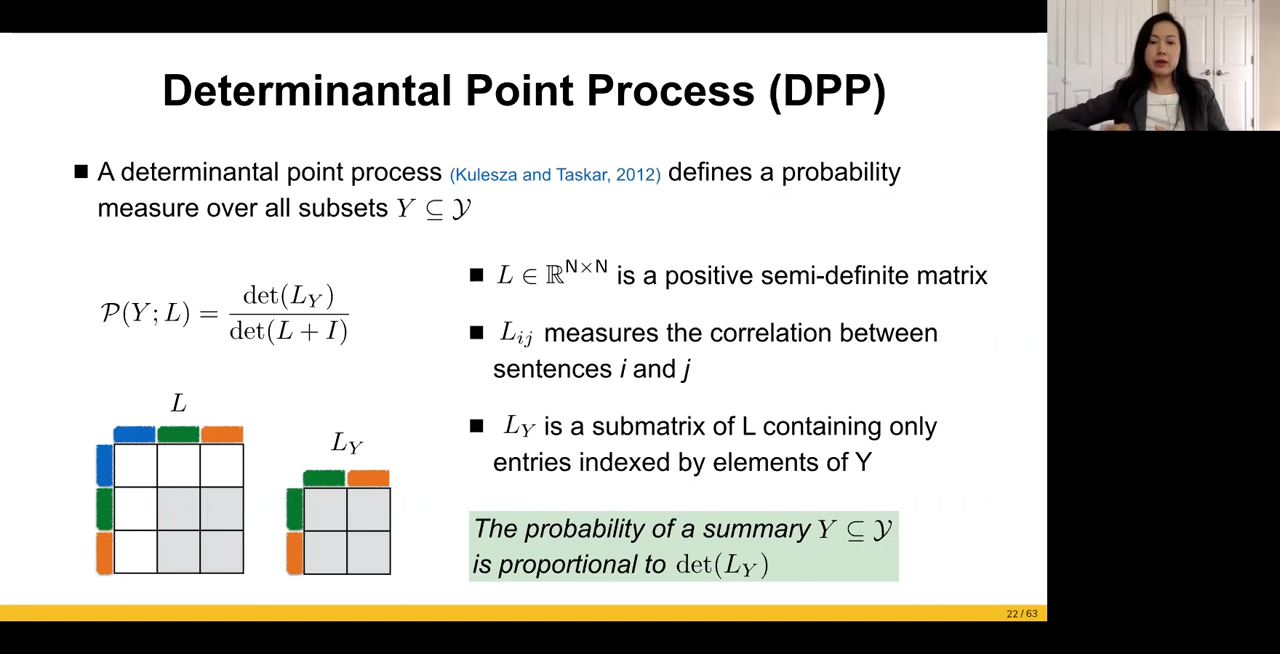 Determinantal Point Process (DPP)
■ A determinantal point process (Kulesza and Taskar, 2012) defines a probability
measure over all subsets Y ⊆ 𝒴
𝒫(Y; L) = det(L_Y) / det(L + I)
■ L ∈ ℝ^{N×N} is a positive semi-definite matrix
■ L_{ij} measures the correlation between
sentences i and j
■ L_Y is a submatrix of L containing only
entries indexed by elements of Y
L
L_Y
The probability of a summary Y ⊆ 𝒴
is proportional to det(L_Y)
22 / 63